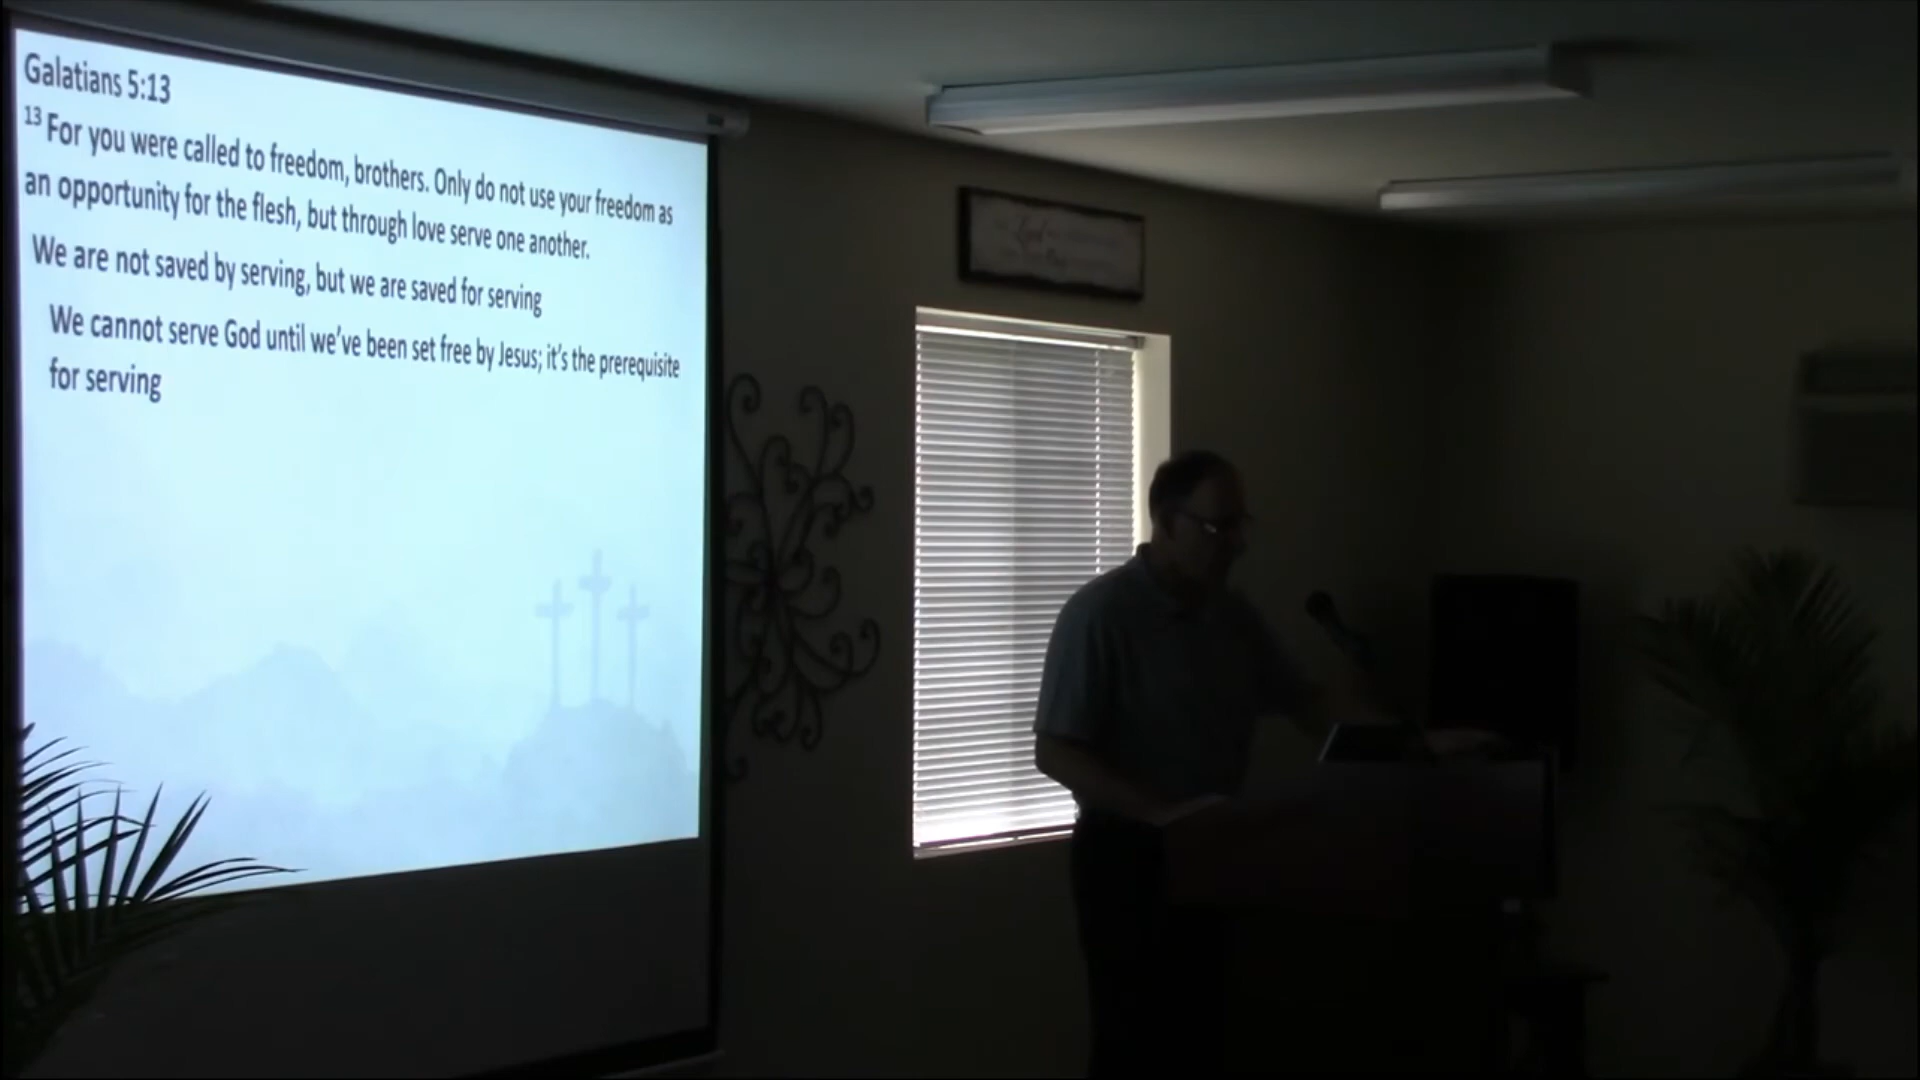 Galatians 5:13
13 For you were called to freedom, brothers. Only do not use your freedom as
an opportunity for the flesh, but through love serve one another.
We are not saved by serving, but we are saved for serving
We cannot serve God until we've been set free by Jesus; it's the prerequisite
for serving
Lord